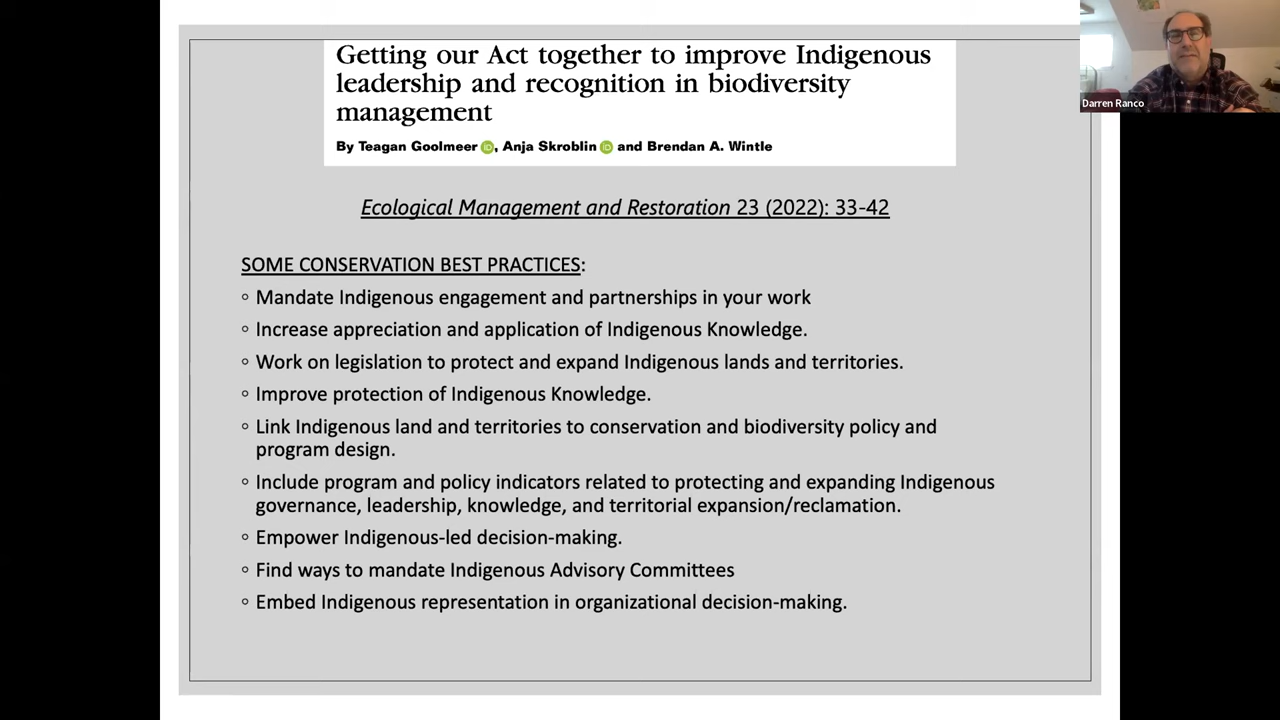 Getting our Act together to improve Indigenous
leadership and recognition in biodiversity
management
By Teagan Goolmeer iD, Anja Skroblin iD and Brendan A. Wintle
Ecological Management and Restoration 23 (2022): 33-42
SOME CONSERVATION BEST PRACTICES:
◦ Mandate Indigenous engagement and partnerships in your work
◦ Increase appreciation and application of Indigenous Knowledge.
◦ Work on legislation to protect and expand Indigenous lands and territories.
◦ Improve protection of Indigenous Knowledge.
◦ Link Indigenous land and territories to conservation and biodiversity policy and
program design.
◦ Include program and policy indicators related to protecting and expanding Indigenous
governance, leadership, knowledge, and territorial expansion/reclamation.
◦ Empower Indigenous-led decision-making.
◦ Find ways to mandate Indigenous Advisory Committees
◦ Embed Indigenous representation in organizational decision-making.
Darren Ranco